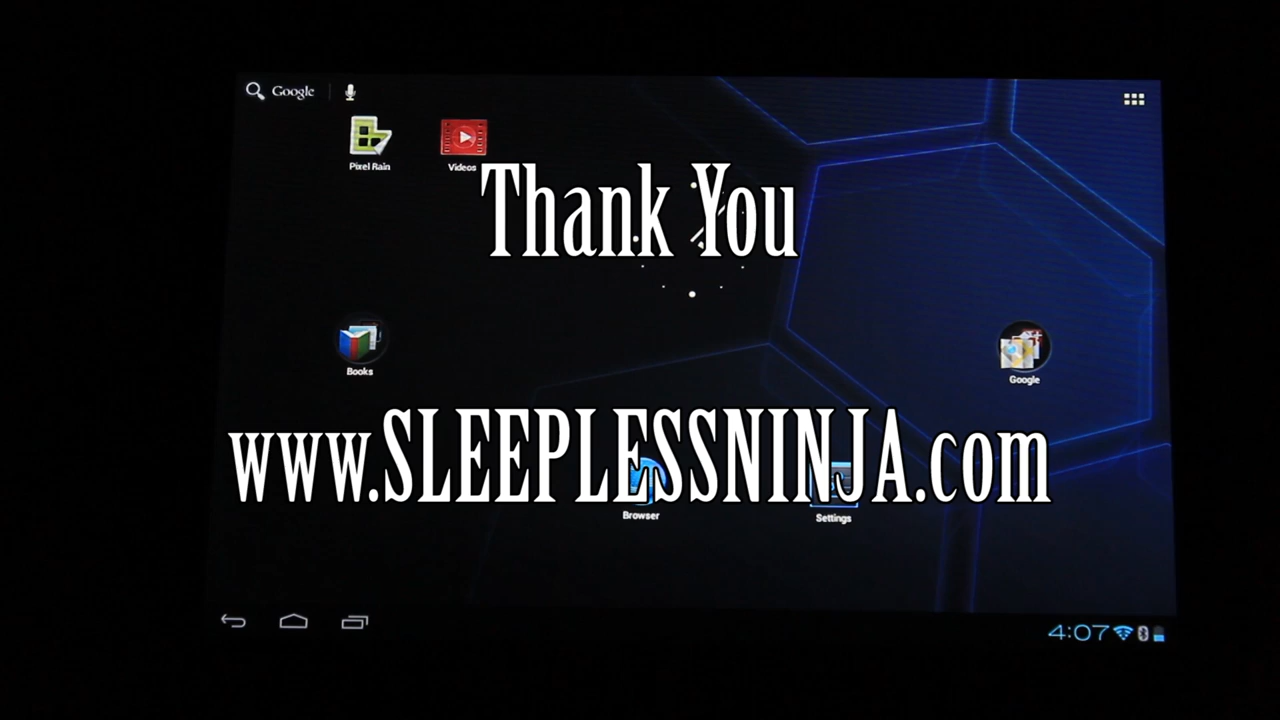 Google
Pixel Rain
Videos
Thank You
Books
Google
www.SLEEPLESSNINJA.com
Browser
Settings
4:07